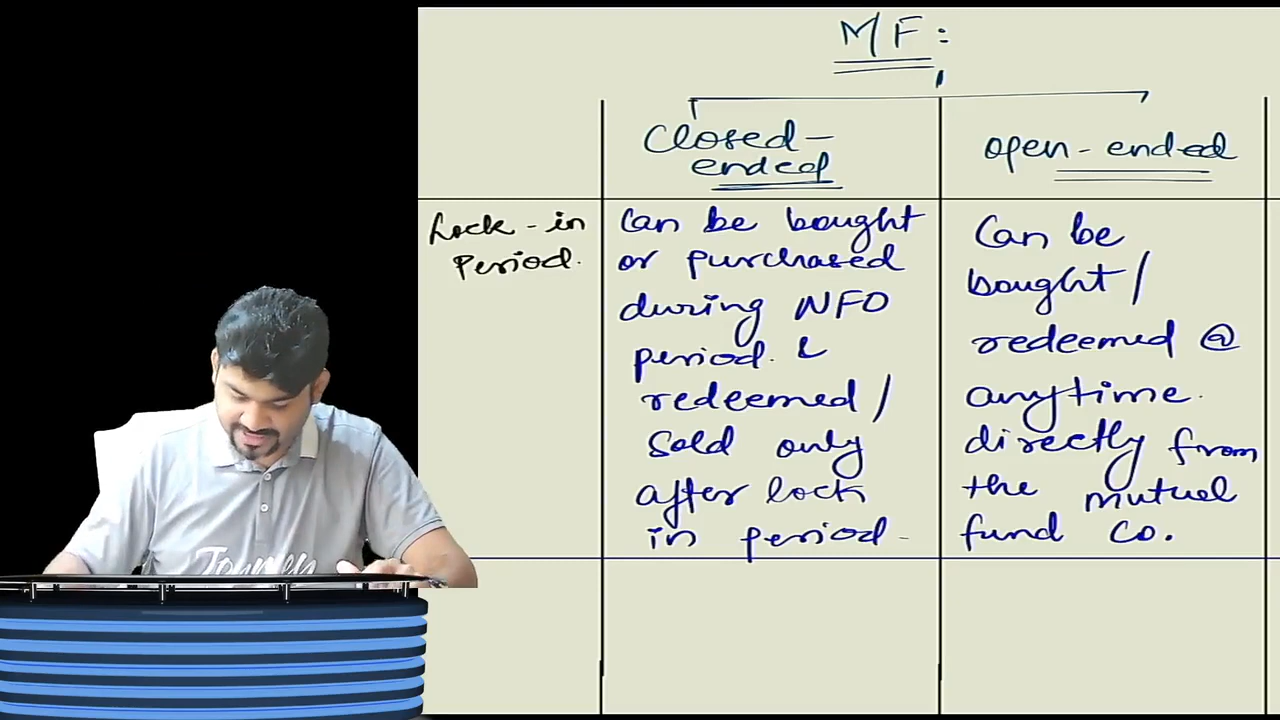 MF:
Closed-
ended
open-ended
Lock-in
Period.
Can be bought
or purchased
during NFO
period. &
redeemed/
sold only
after lock
in period.
Can be
bought/
redeemed @
anytime.
directly from
the mutual
fund Co.